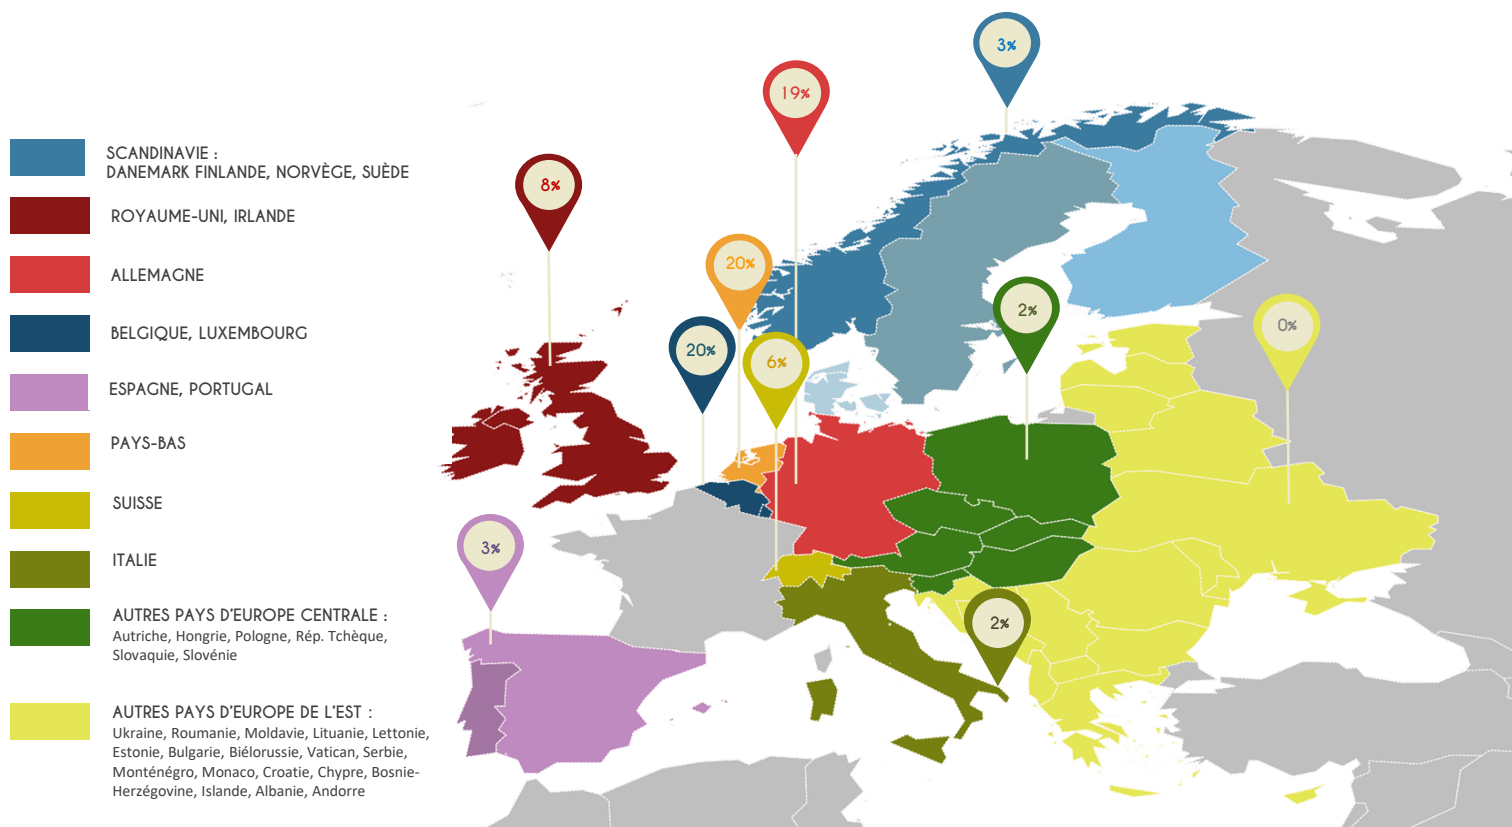 3%
19%
8%
20%
20%
6%
2%
0%
3%
2%
SCANDINAVIE :
DANEMARK FINLANDE, NORVÈGE, SUÈDE
ROYAUME-UNI, IRLANDE
ALLEMAGNE
BELGIQUE, LUXEMBOURG
ESPAGNE, PORTUGAL
PAYS-BAS
SUISSE
ITALIE
AUTRES PAYS D'EUROPE CENTRALE :
Autriche, Hongrie, Pologne, Rép. Tchèque,
Slovaquie, Slovénie
AUTRES PAYS D'EUROPE DE L'EST :
Ukraine, Roumanie, Moldavie, Lituanie, Lettonie,
Estonie, Bulgarie, Biélorussie, Vatican, Serbie,
Monténégro, Monaco, Croatie, Chypre, Bosnie-
Herzégovine, Islande, Albanie, Andorre